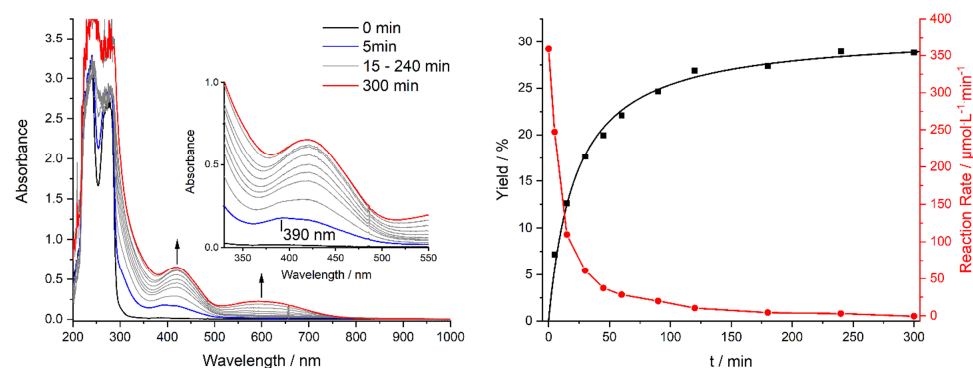 0 min
5min
15 - 240 min
300 min
3.5
3.0
2.5
2.0
1.5
1.0
0.5
0.0
Absorbance
200 300 400 500 600 700 800 900 1000
Wavelength / nm
1.0
0.5
0.0
Absorbance
390 nm
350 400 450 500 550
Wavelength / nm
30
25
20
15
10
5
0
Yield / %
0 50 100 150 200 250 300
t / min
400
350
300
250
200
150
100
50
0
Reaction Rate / µmol·L⁻¹·min⁻¹